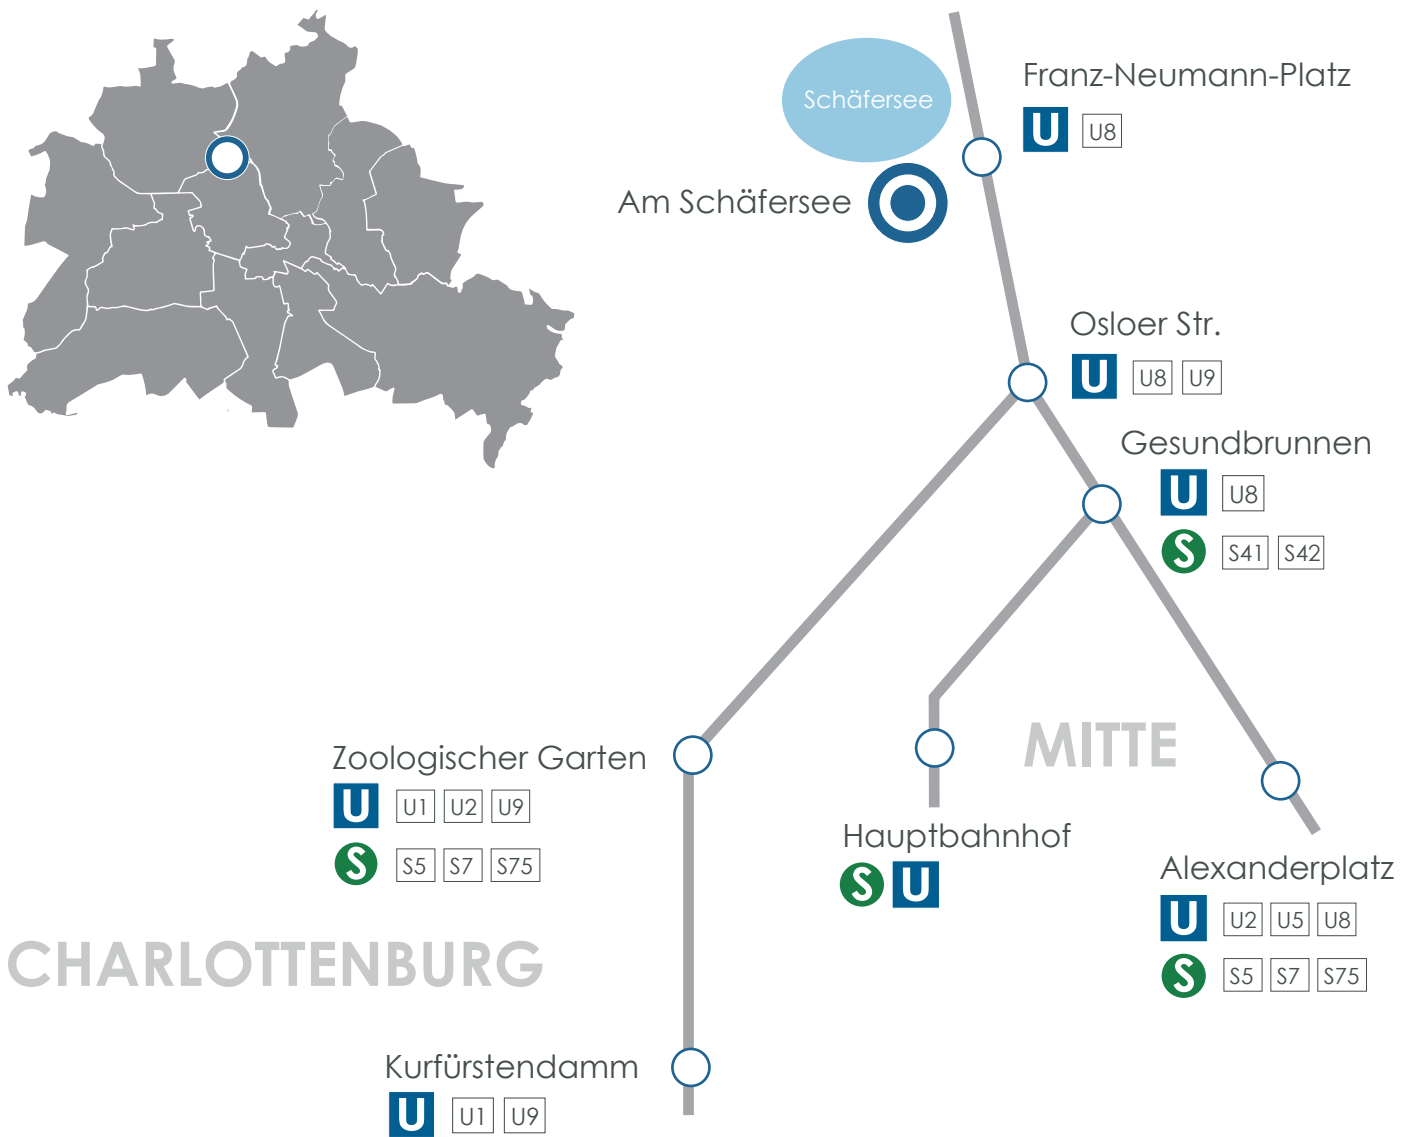 Schäfersee
Franz-Neumann-Platz
U U8
Am Schäfersee
Osloer Str.
U U8 U9
Gesundbrunnen
U U8
S S41 S42
MITTE
Zoologischer Garten
U U1 U2 U9
S S5 S7 S75
Hauptbahnhof
S U
Alexanderplatz
U U2 U5 U8
S S5 S7 S75
CHARLOTTENBURG
Kurfürstendamm
U U1 U9